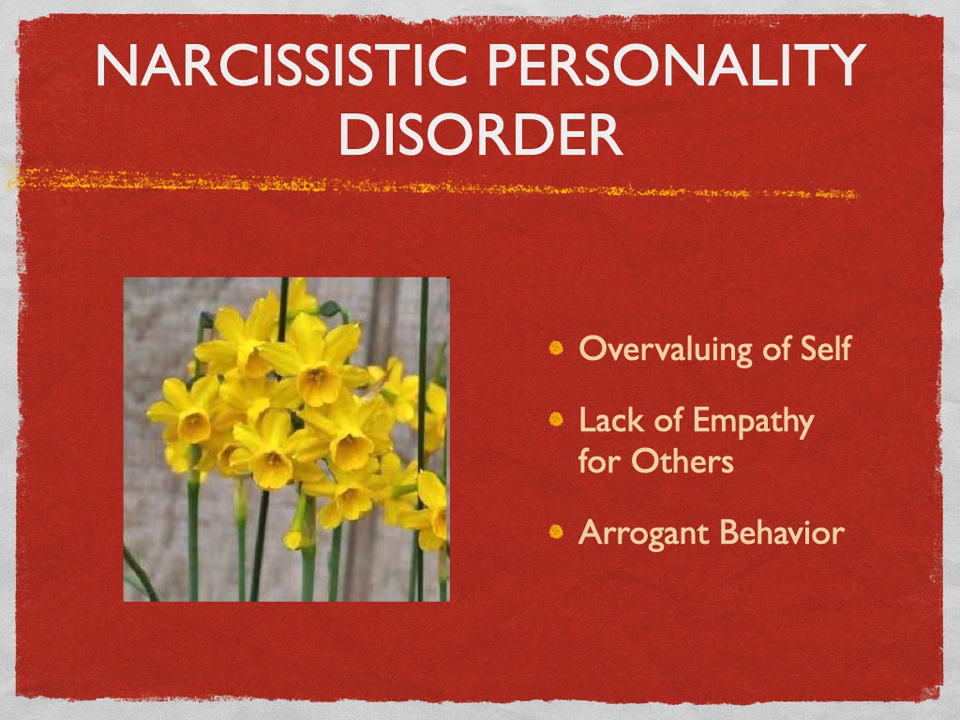 NARCISSISTIC PERSONALITY
DISORDER
Overvaluing of Self
Lack of Empathy
for Others
Arrogant Behavior